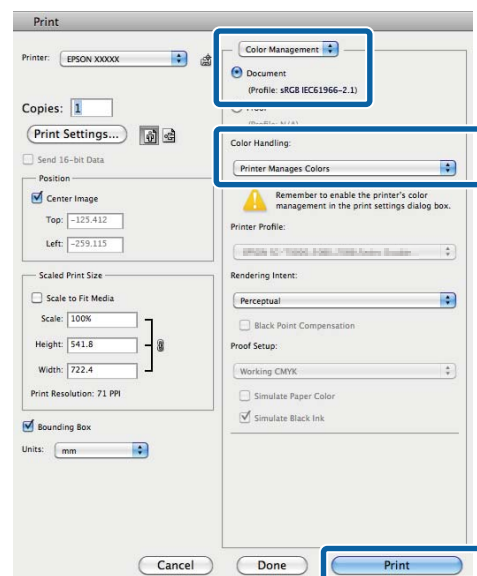 Print
Printer:
EPSON XXXXX
Copies: 1
Print Settings...
Send 16-bit Data
Position
Center Image
Top: -125.412
Left: -259.115
Scaled Print Size
Scale to Fit Media
Scale: 100%
Height: 541.8
Width: 722.4
Print Resolution: 71 PPI
Bounding Box
Units: mm
Color Management
Document
(Profile: sRGB IEC61966-2.1)
Color Handling:
Printer Manages Colors
Remember to enable the printer's color
management in the print settings dialog box.
Printer Profile:
Rendering Intent:
Perceptual
Black Point Compensation
Proof Setup:
Working CMYK
Simulate Paper Color
Simulate Black Ink
Cancel
Done
Print